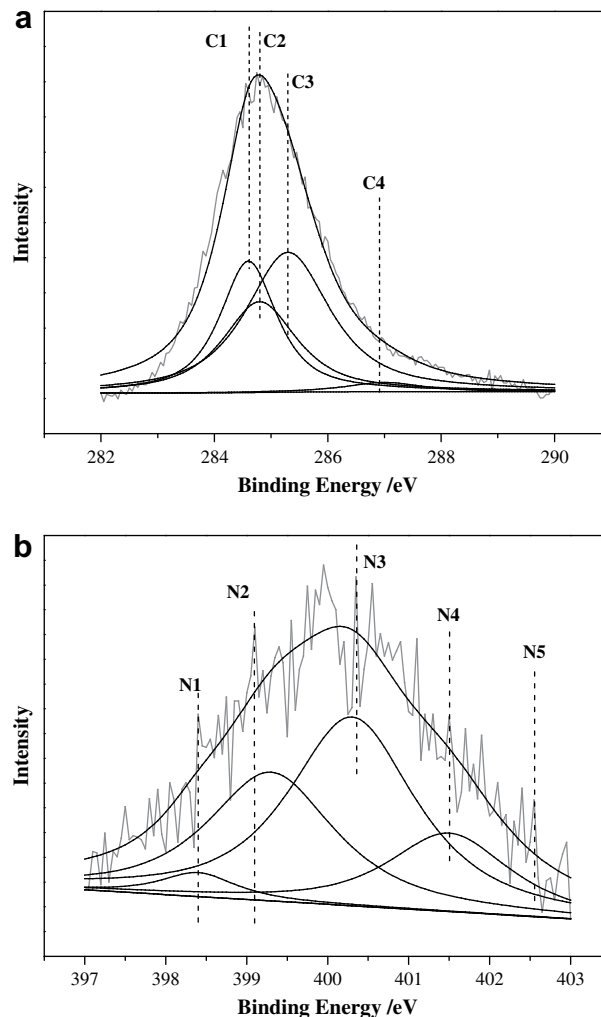 a
C1
C2
C3
C4
Intensity
282 284 286 288 290
Binding Energy /eV
b
N1
N2
N3
N4
N5
Intensity
397 398 399 400 401 402 403
Binding Energy /eV